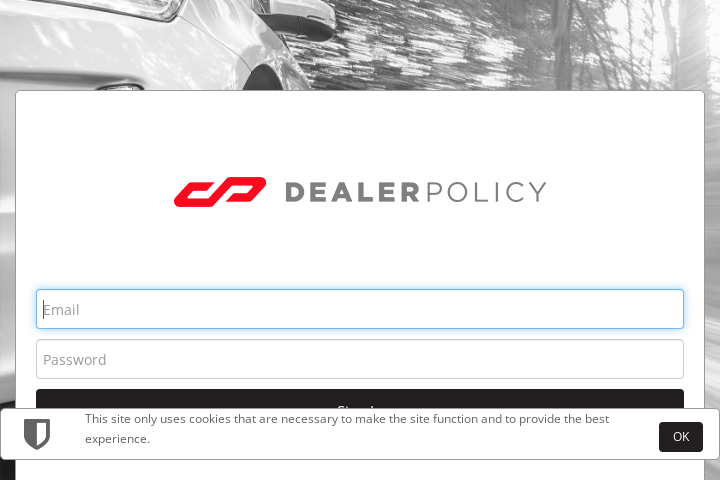 DEALERPOLICY
Email
Password
This site only uses cookies that are necessary to make the site function and to provide the best
experience.
OK